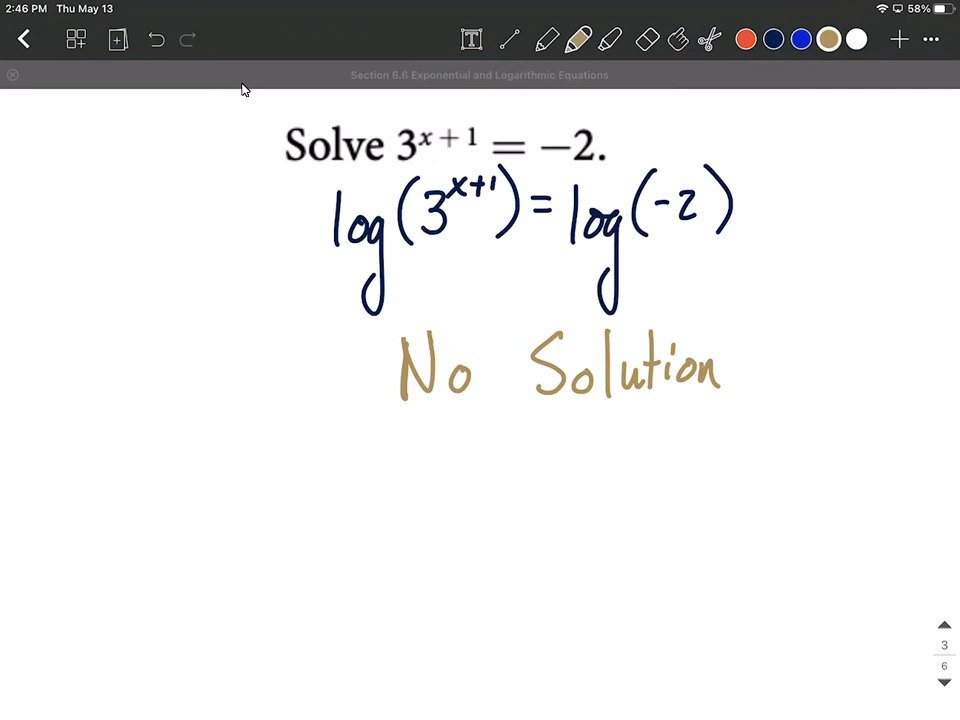 2:46 PM Thu May 13
58%
Section 6.6 Exponential and Logarithmic Equations
Solve 3^{x + 1} = −2.
log(3^{x+1}) = log(-2)
No Solution
3
6